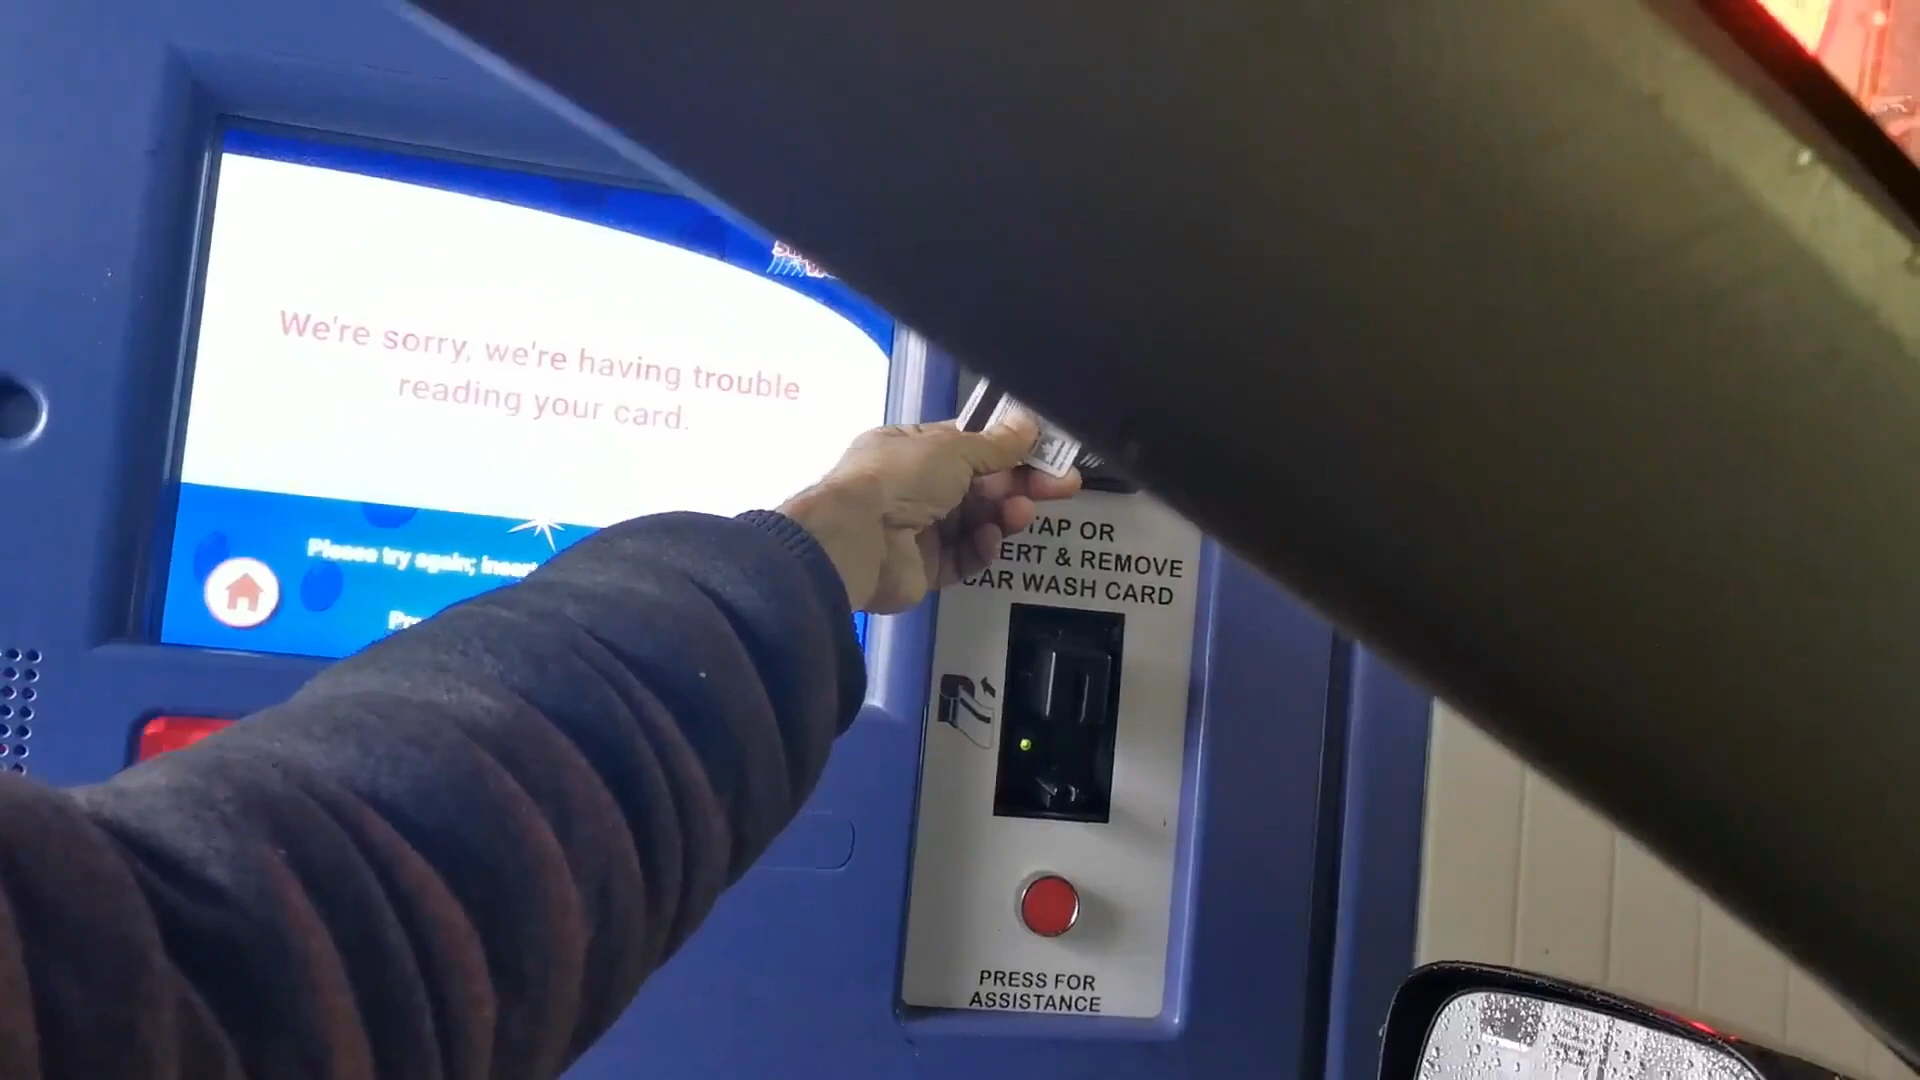 We're sorry, we're having trouble
reading your card.
Please try again;
TAP OR
ERT & REMOVE
CAR WASH CARD
PRESS FOR
ASSISTANCE